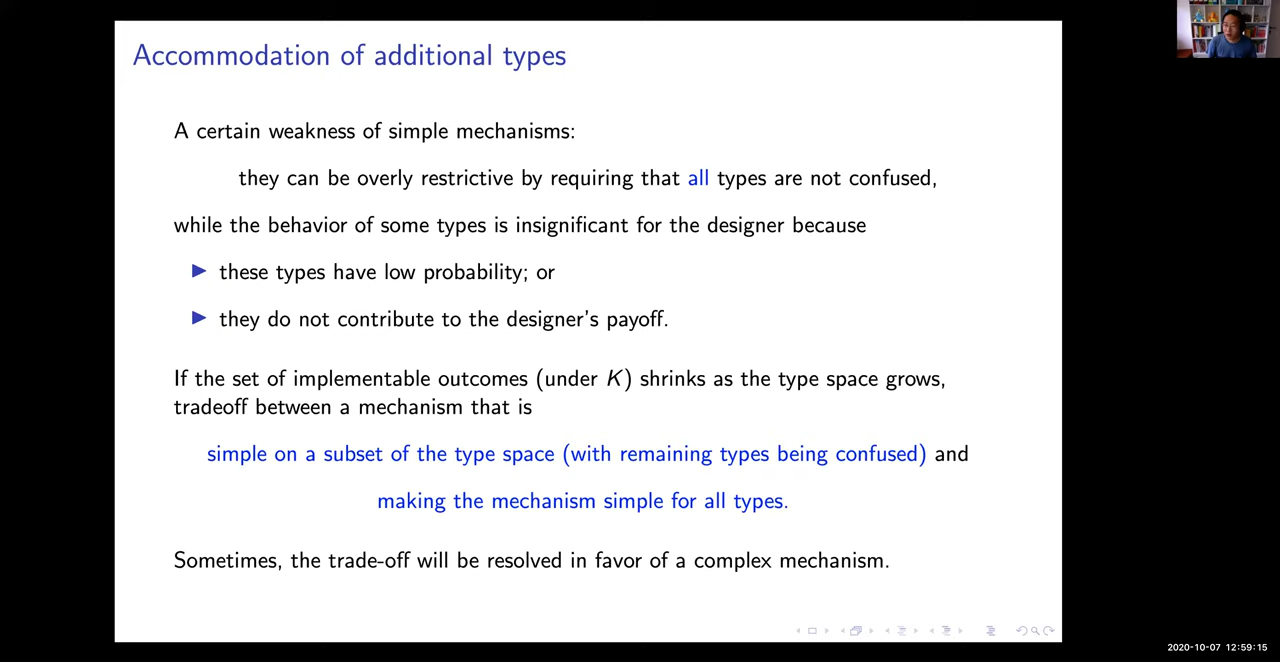 Accommodation of additional types
A certain weakness of simple mechanisms:
they can be overly restrictive by requiring that all types are not confused,
while the behavior of some types is insignificant for the designer because
these types have low probability; or
they do not contribute to the designer's payoff.
If the set of implementable outcomes (under K) shrinks as the type space grows,
tradeoff between a mechanism that is
simple on a subset of the type space (with remaining types being confused) and
making the mechanism simple for all types.
Sometimes, the trade-off will be resolved in favor of a complex mechanism.
2020-10-07 12:59:15